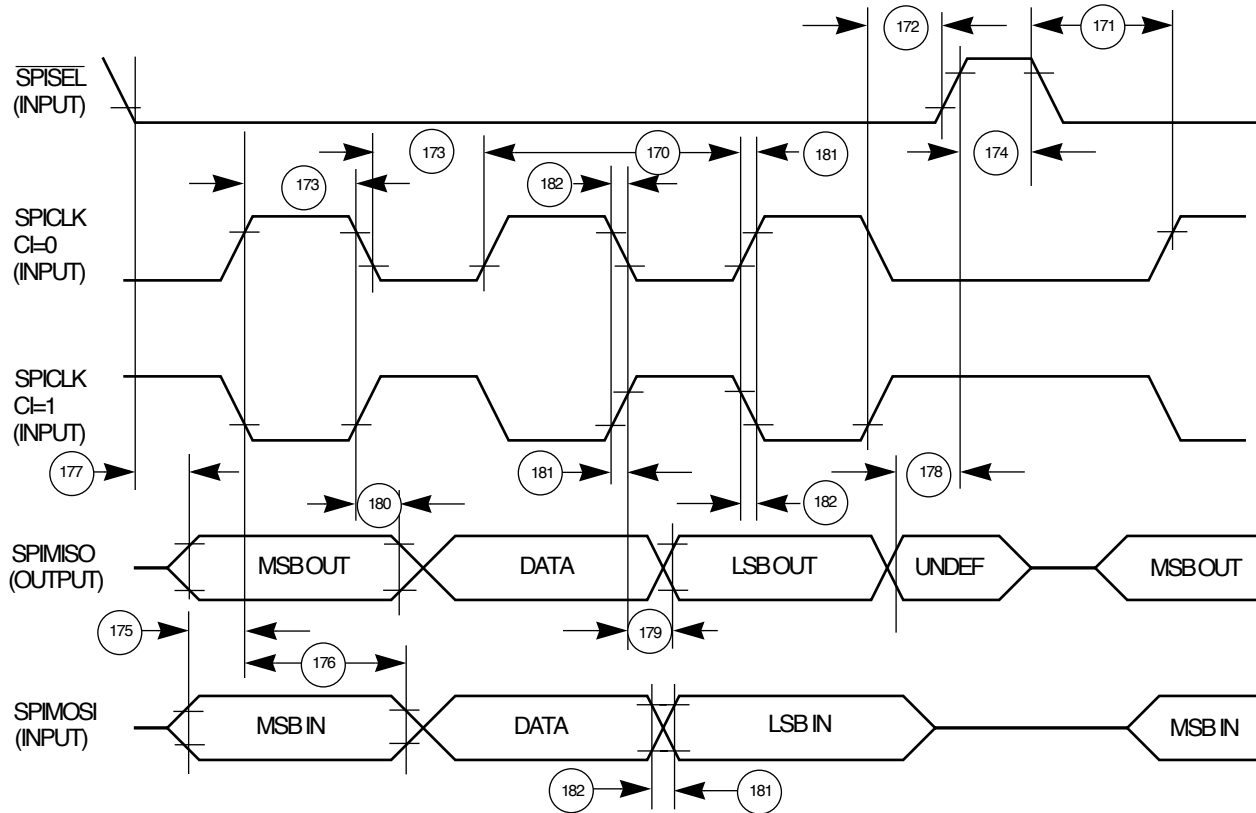 172
171
SPISEL
(INPUT)
173
170
181
174
173
182
SPICLK
CI=0
(INPUT)
SPICLK
CI=1
(INPUT)
177
181
178
180
182
SPIMISO
(OUTPUT)
MSB OUT
DATA
LSB OUT
UNDEF
MSB OUT
175
179
176
SPIMOSI
(INPUT)
MSB IN
DATA
LSB IN
MSB IN
182
181